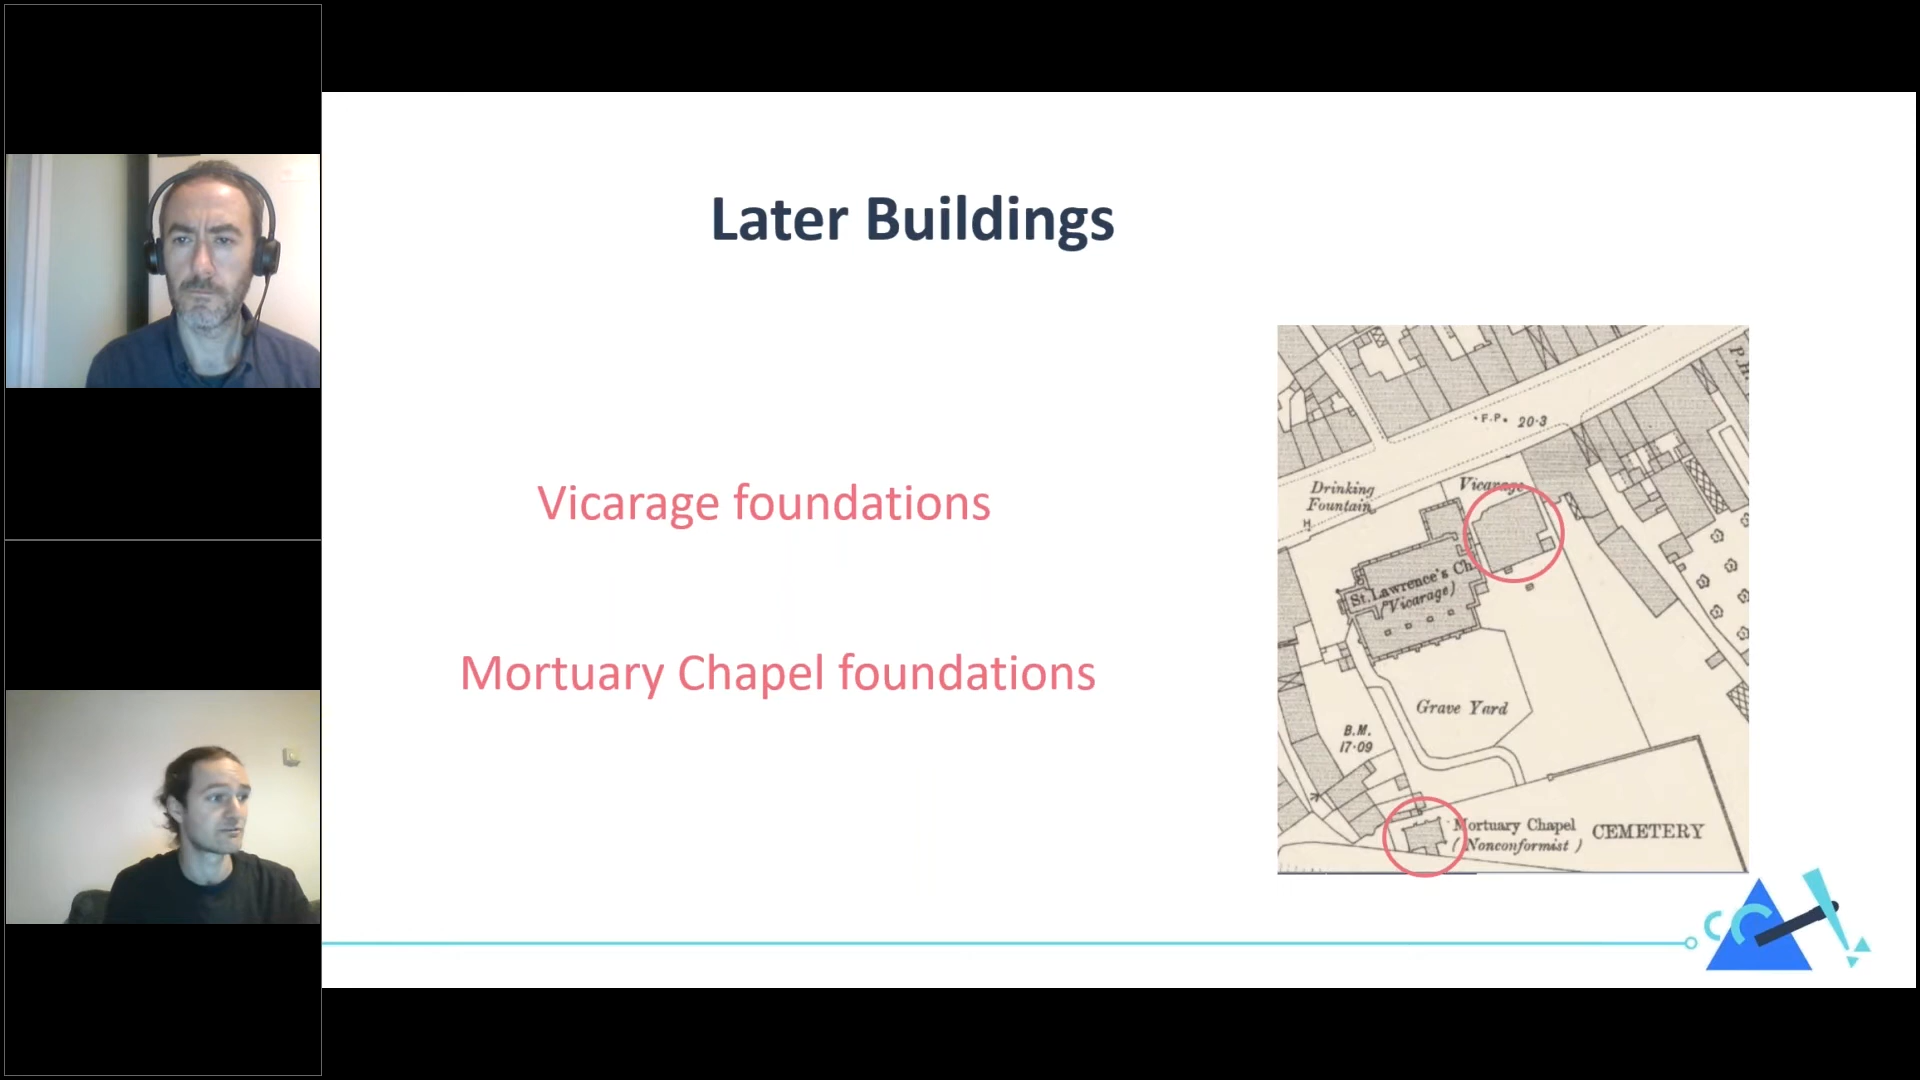 Later Buildings
Vicarage foundations
Mortuary Chapel foundations
P.H.
F.P. 20·3
Drinking
Fountain
H
Vicarage
St. Lawrence's Ch.
(Vicarage)
Grave Yard
B.M.
17·09
Mortuary Chapel
(Nonconformist)
CEMETERY